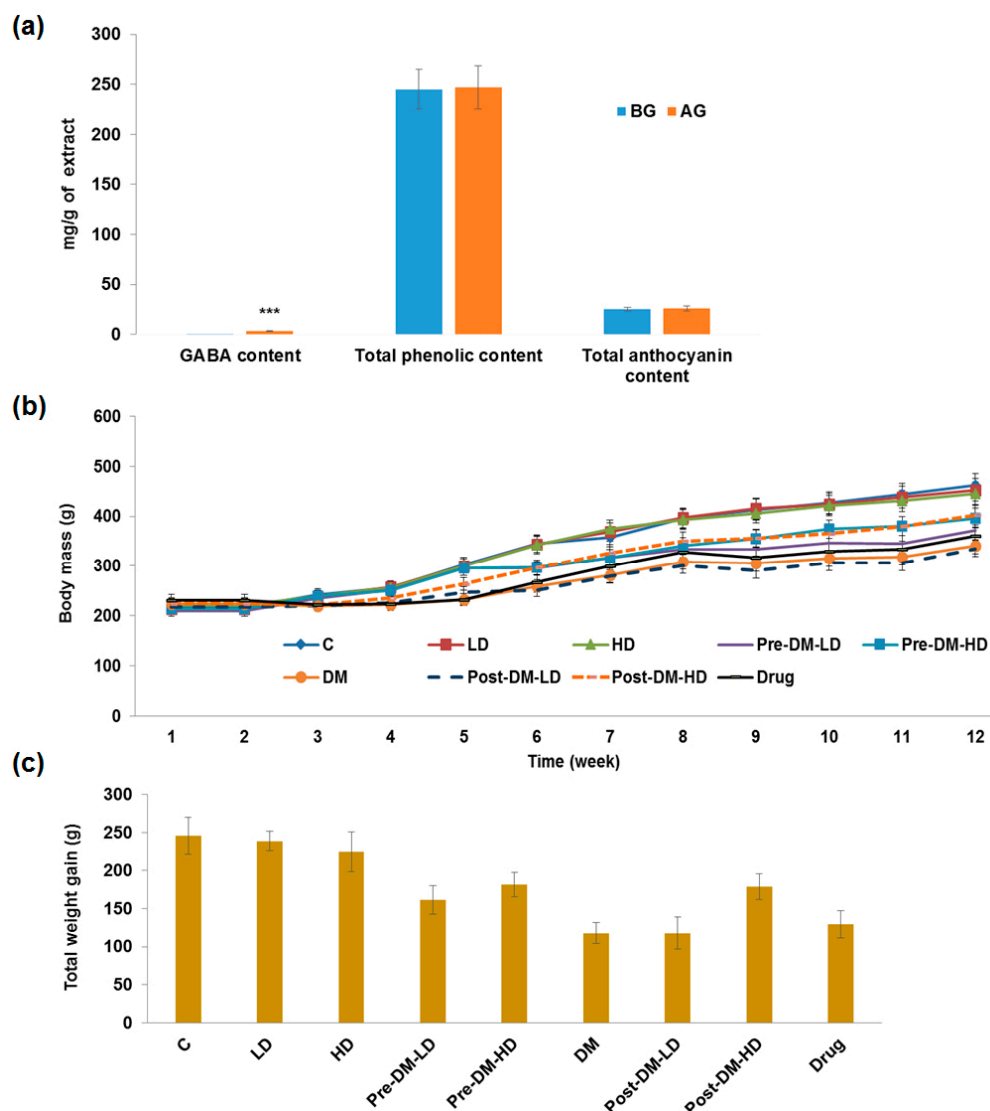 (a)
300
250
200
150
100
50
0
mg/g of extract
BG AG
***
GABA content Total phenolic content Total anthocyanin
content
(b)
600
500
400
300
200
100
0
Body mass (g)
C LD HD Pre-DM-LD Pre-DM-HD
DM Post-DM-LD Post-DM-HD Drug
1 2 3 4 5 6 7 8 9 10 11 12
Time (week)
(c)
300
250
200
150
100
50
0
Total weight gain (g)
C LD HD Pre-DM-LD Pre-DM-HD DM Post-DM-LD Post-DM-HD Drug